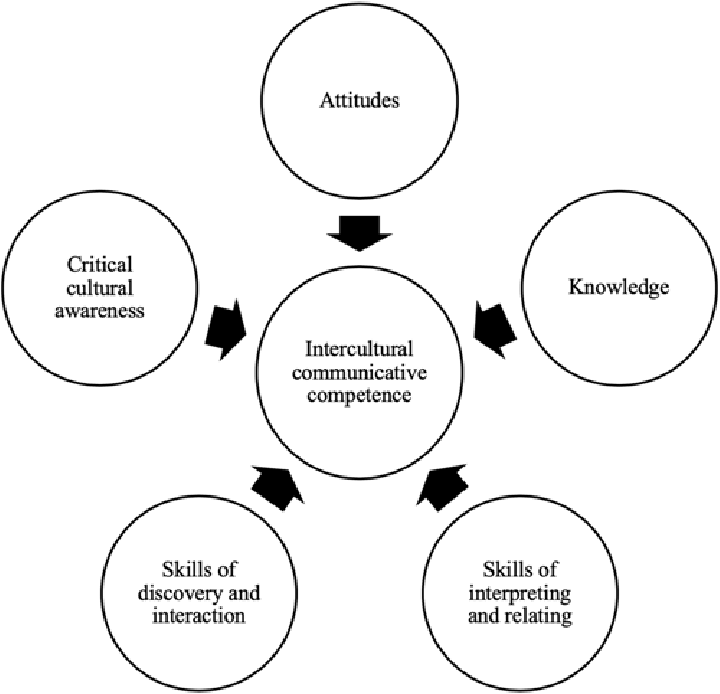 Attitudes
Critical
cultural
awareness
Knowledge
Intercultural
communicative
competence
Skills of
discovery and
interaction
Skills of
interpreting
and relating